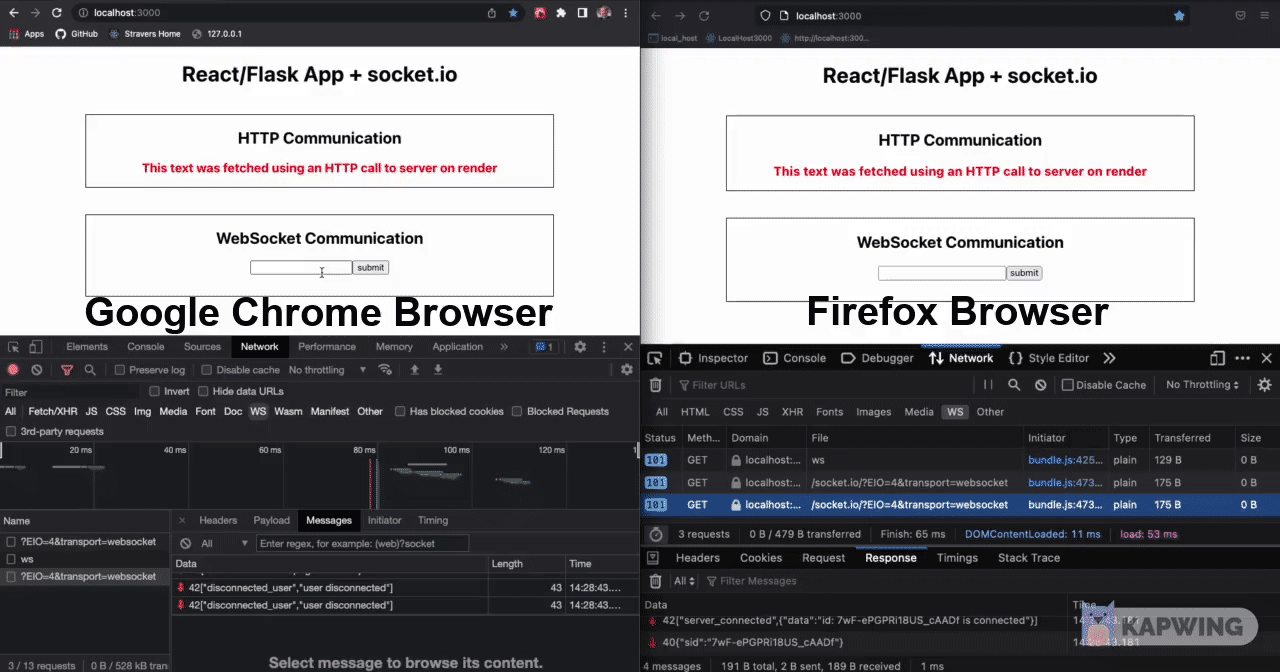 localhost:3000
Apps GitHub Stravers Home 127.0.0.1
React/Flask App + socket.io
HTTP Communication
This text was fetched using an HTTP call to server on render
WebSocket Communication
submit
Google Chrome Browser
Elements Console Sources Network Performance Memory Application » 1
Preserve log Disable cache No throttling
Filter Invert Hide data URLs
All Fetch/XHR JS CSS Img Media Font Doc WS Wasm Manifest Other Has blocked cookies Blocked Requests
3rd-party requests
20 ms 40 ms 60 ms 80 ms 100 ms 120 ms 1
Name × Headers Payload Messages Initiator Timing
?EIO=4&transport=websocket
ws
?EIO=4&transport=websocket
All Enter regex, for example: (web)?socket
Data Length Time
42["disconnected_user","user disconnected"] 43 14:28:43....
42["disconnected_user","user disconnected"] 43 14:28:43....
Select message to browse its content.
3 / 13 requests 0 B / 528 kB tran
localhost:3000
local_host LocalHost3000 http://localhost:300...
React/Flask App + socket.io
HTTP Communication
This text was fetched using an HTTP call to server on render
WebSocket Communication
submit
Firefox Browser
Inspector Console Debugger Network Style Editor »
Filter URLs Disable Cache No Throttling
All HTML CSS JS XHR Fonts Images Media WS Other
Status Meth... Domain File Initiator Type Transferred Size
101 GET localhost:... ws bundle.js:425... plain 129 B 0 B
101 GET localhost:... /socket.io/?EIO=4&transport=websocket bundle.js:473... plain 175 B 0 B
101 GET localhost:... /socket.io/?EIO=4&transport=websocket bundle.js:473... plain 175 B 0 B
3 requests 0 B / 479 B transferred Finish: 65 ms DOMContentLoaded: 11 ms load: 53 ms
Headers Cookies Request Response Timings Stack Trace
All Filter Messages
Data Time
42["server_connected",{"data":"id: 7wF-ePGPRi18US_cAADf is connected"}]
40{"sid":"7wF-ePGPRi18US_cAADf"}
KAPWING
4 messages 191 B total, 2 B sent, 189 B received 1 ms